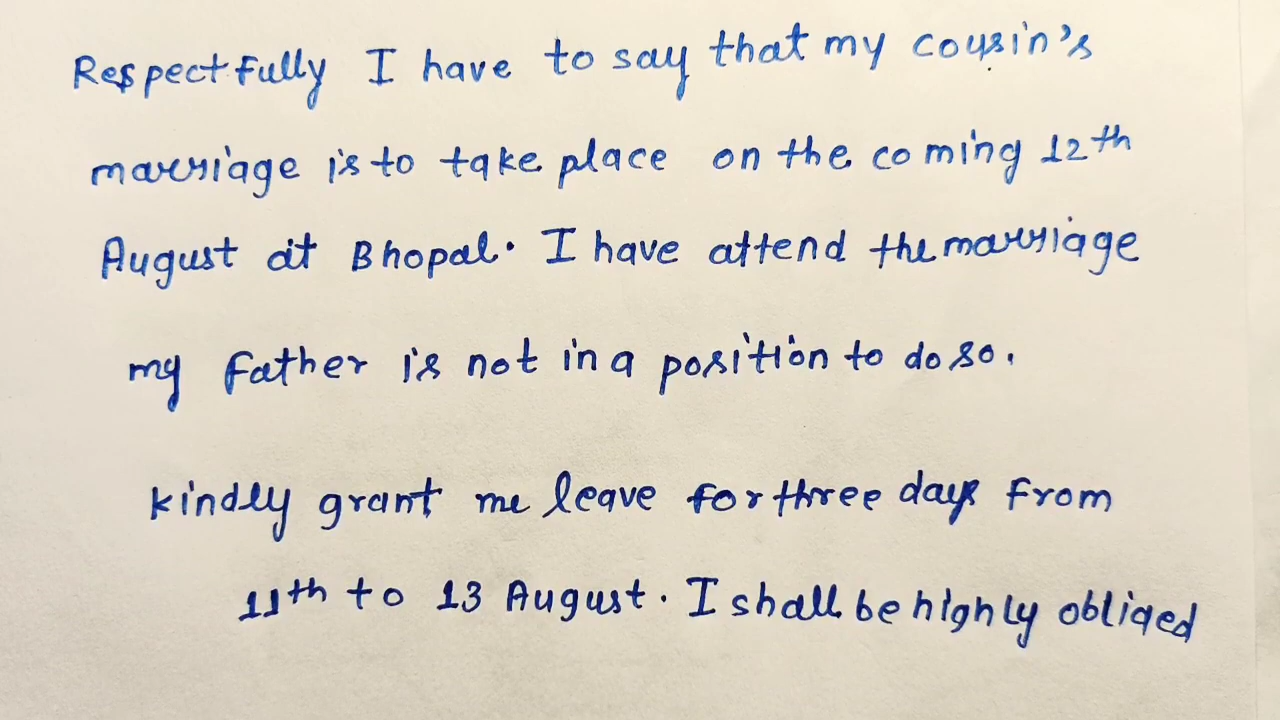 Respectfully I have to say that my cousin's
marriage is to take place on the coming 12th
August at Bhopal. I have attend the marriage
my father is not in a position to do so.
kindly grant me leave for three days from
11th to 13 August. I shall be highly obliged